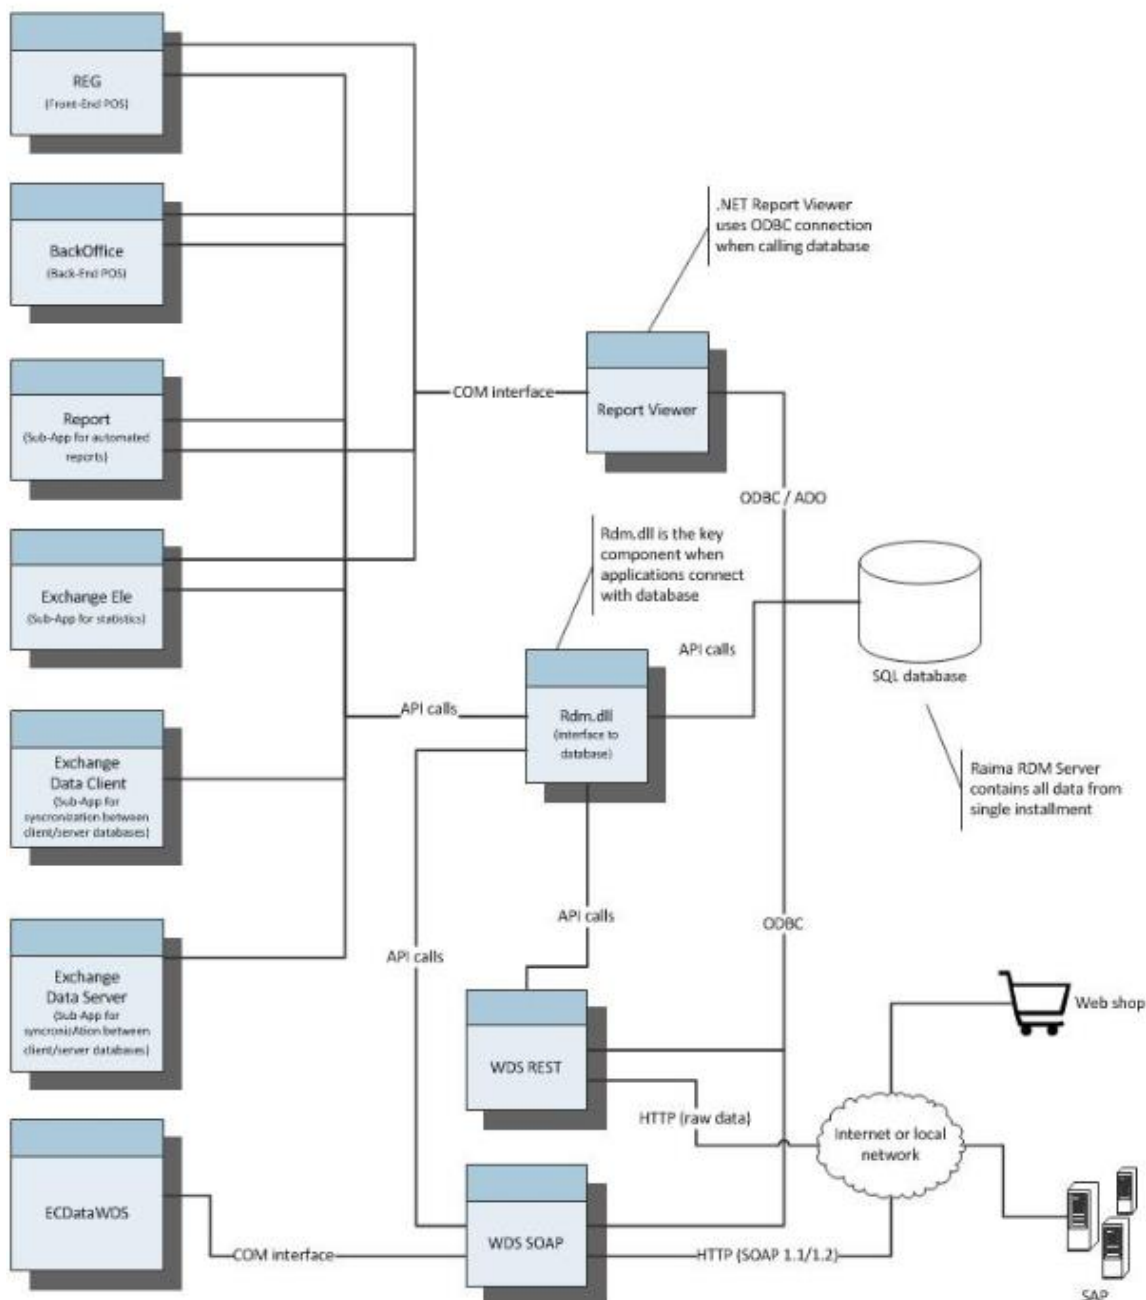 REG
(Front-End POS)
BackOffice
(Back-End POS)
Report
(Sub-App for automated
reports)
Exchange Ele
(Sub-App for statistics)
Exchange
Data Client
(Sub-App for
syncronization between
client/server databases)
Exchange
Data Server
(Sub-App for
syncronisAtion between
client/server databases)
ECDataWDS
.NET Report Viewer
uses ODBC connection
when calling database
COM interface
Report Viewer
ODBC / ADO
Rdm.dll is the key
component when
applications connect
with database
API calls
SQL database
API calls
Rdm.dll
(interface to
database)
Raima RDM Server
contains all data from
single installment
API calls
ODBC
API calls
WDS REST
Web shop
HTTP (raw data)
Internet or local
network
WDS SOAP
COM interface
HTTP (SOAP 1.1/1.2)
SAP